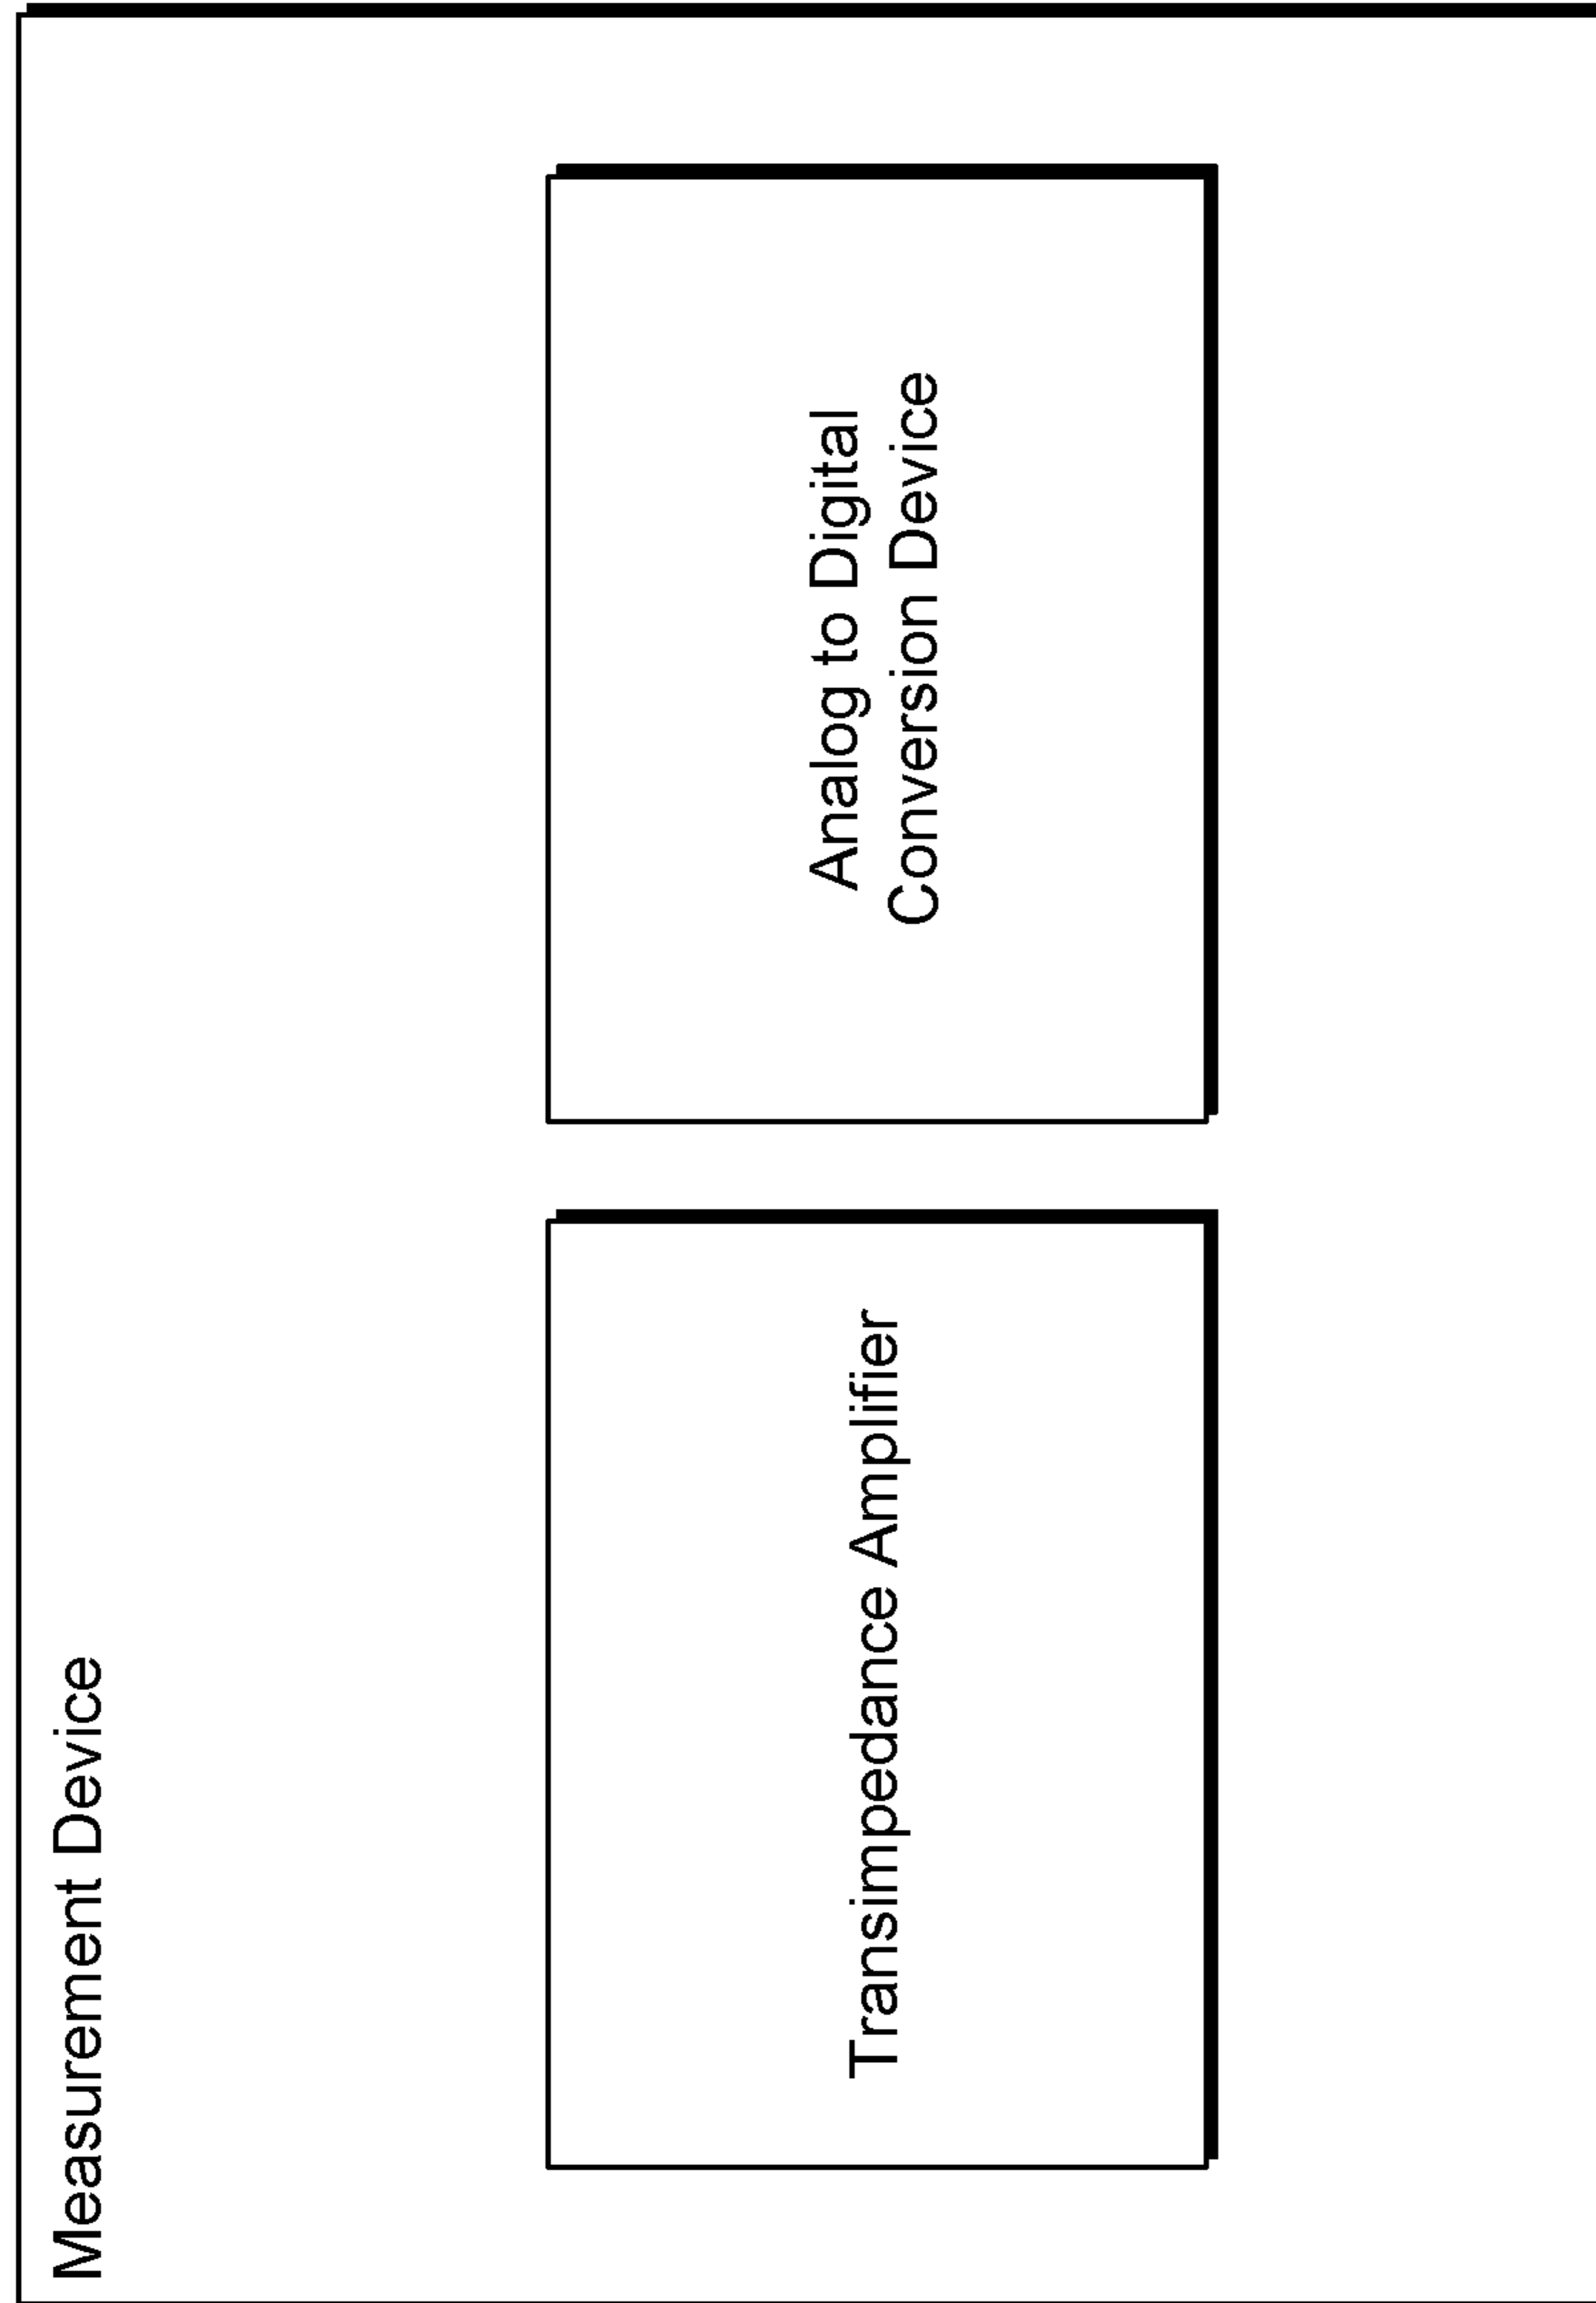 Measurement Device
Transimpedance Amplifier
Analog to Digital
Conversion Device